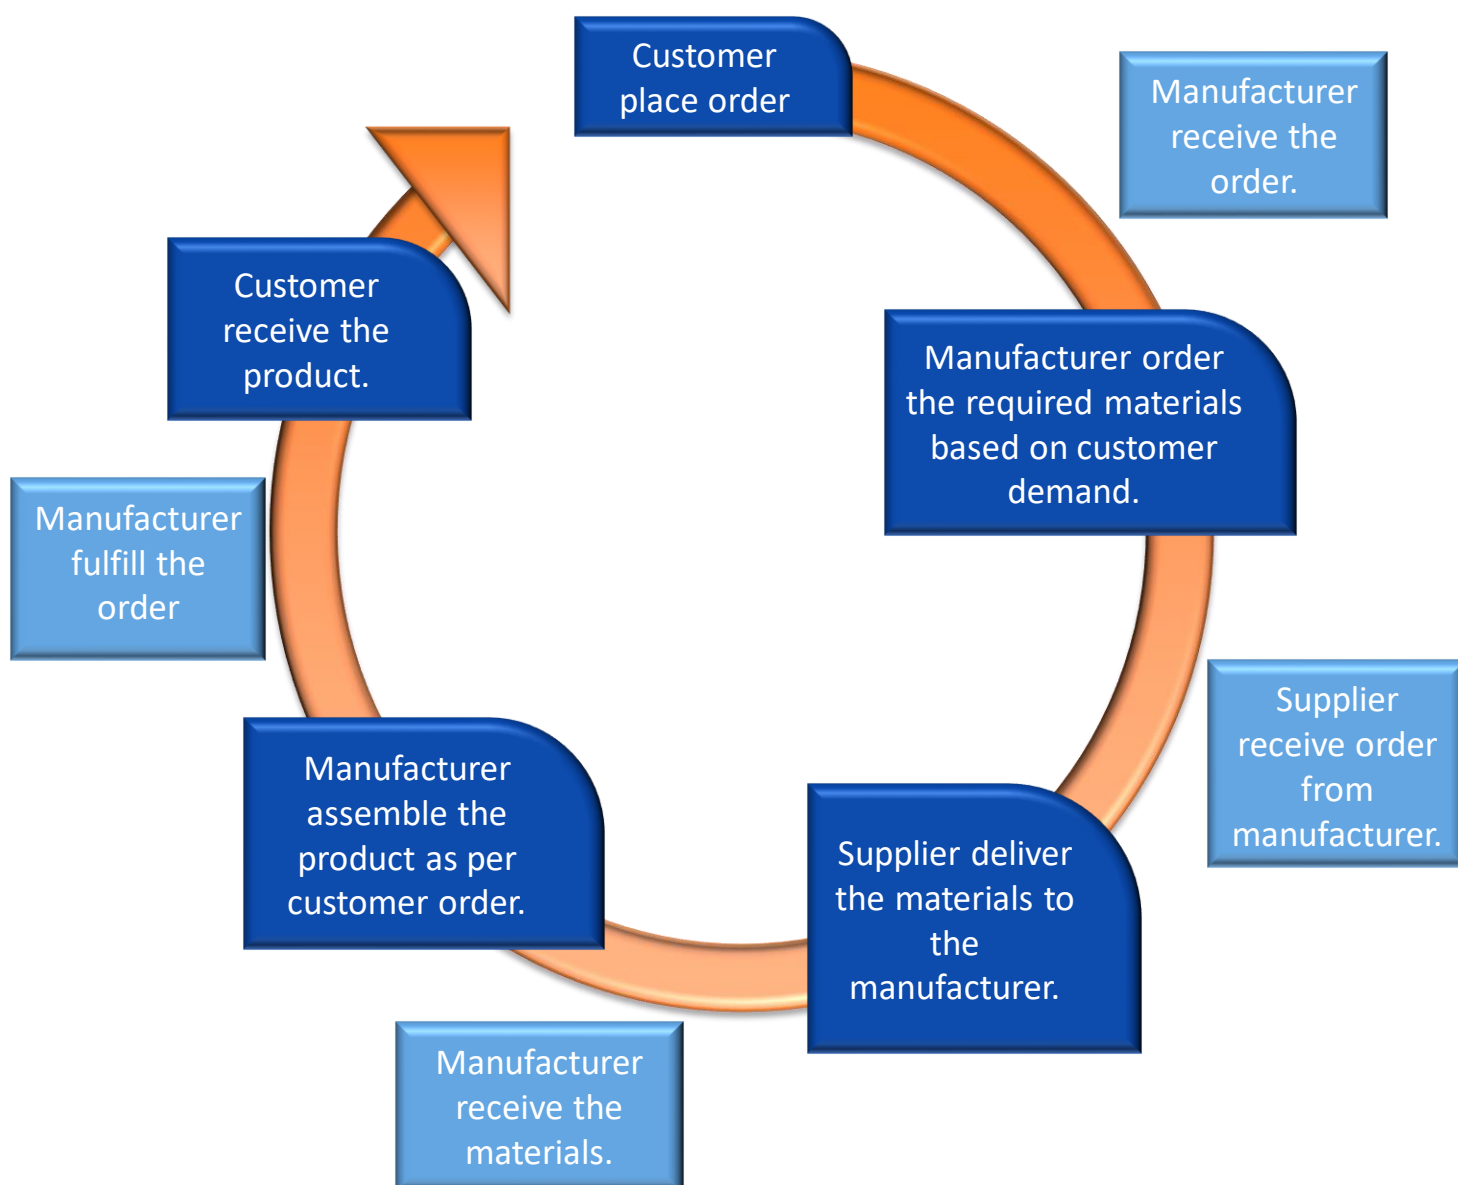 Customer
place order
Manufacturer
receive the
order.
Manufacturer order
the required materials
based on customer
demand.
Supplier
receive order
from
manufacturer.
Supplier deliver
the materials to
the
manufacturer.
Manufacturer
receive the
materials.
Manufacturer
assemble the
product as per
customer order.
Manufacturer
fulfill the
order
Customer
receive the
product.